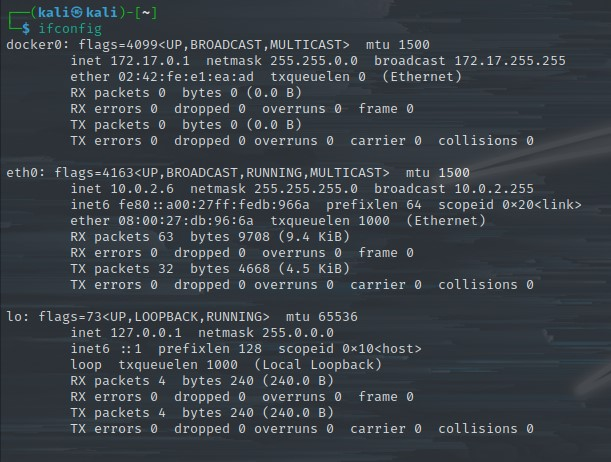 ┌──(kali㉿kali)-[~]
└─$ ifconfig
docker0: flags=4099<UP,BROADCAST,MULTICAST>  mtu 1500
        inet 172.17.0.1  netmask 255.255.0.0  broadcast 172.17.255.255
        ether 02:42:fe:e1:ea:ad  txqueuelen 0  (Ethernet)
        RX packets 0  bytes 0 (0.0 B)
        RX errors 0  dropped 0  overruns 0  frame 0
        TX packets 0  bytes 0 (0.0 B)
        TX errors 0  dropped 0 overruns 0  carrier 0  collisions 0

eth0: flags=4163<UP,BROADCAST,RUNNING,MULTICAST>  mtu 1500
        inet 10.0.2.6  netmask 255.255.255.0  broadcast 10.0.2.255
        inet6 fe80::a00:27ff:fedb:966a  prefixlen 64  scopeid 0×20<link>
        ether 08:00:27:db:96:6a  txqueuelen 1000  (Ethernet)
        RX packets 63  bytes 9708 (9.4 KiB)
        RX errors 0  dropped 0  overruns 0  frame 0
        TX packets 32  bytes 4668 (4.5 KiB)
        TX errors 0  dropped 0 overruns 0  carrier 0  collisions 0

lo: flags=73<UP,LOOPBACK,RUNNING>  mtu 65536
        inet 127.0.0.1  netmask 255.0.0.0
        inet6 ::1  prefixlen 128  scopeid 0×10<host>
        loop  txqueuelen 1000  (Local Loopback)
        RX packets 4  bytes 240 (240.0 B)
        RX errors 0  dropped 0  overruns 0  frame 0
        TX packets 4  bytes 240 (240.0 B)
        TX errors 0  dropped 0 overruns 0  carrier 0  collisions 0